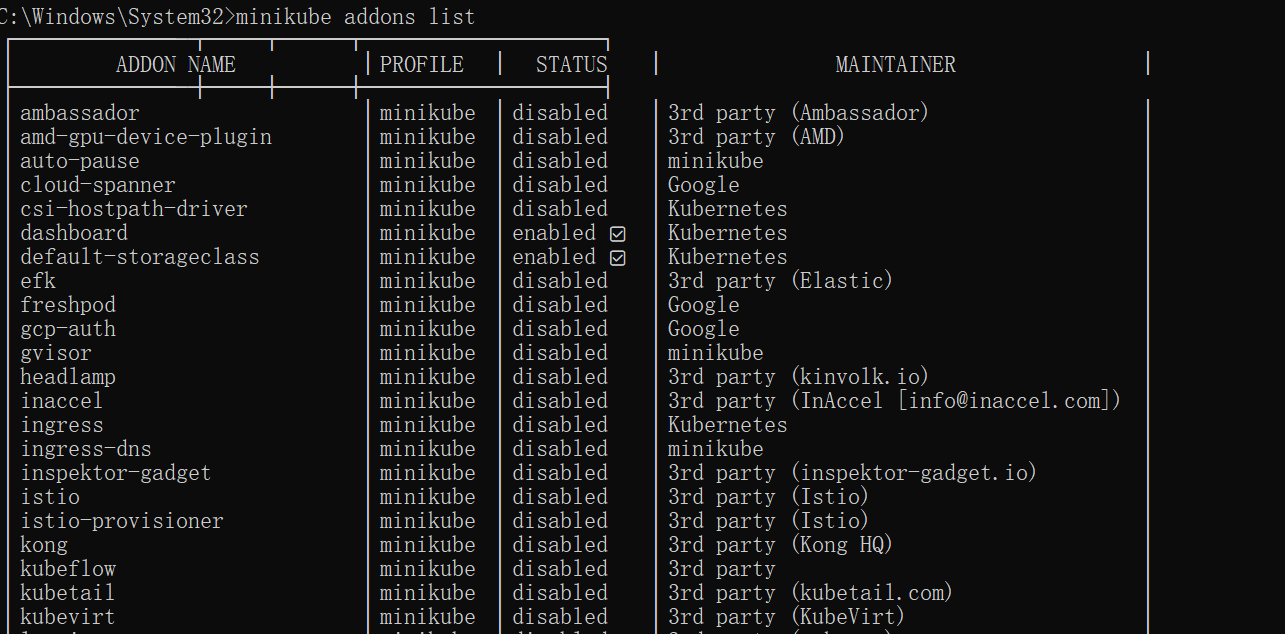 C:\Windows\System32>minikube addons list
ADDON NAME | PROFILE | STATUS | MAINTAINER |
ambassador | minikube | disabled | 3rd party (Ambassador)
amd-gpu-device-plugin | minikube | disabled | 3rd party (AMD)
auto-pause | minikube | disabled | minikube
cloud-spanner | minikube | disabled | Google
csi-hostpath-driver | minikube | disabled | Kubernetes
dashboard | minikube | enabled ☑ | Kubernetes
default-storageclass | minikube | enabled ☑ | Kubernetes
efk | minikube | disabled | 3rd party (Elastic)
freshpod | minikube | disabled | Google
gcp-auth | minikube | disabled | Google
gvisor | minikube | disabled | minikube
headlamp | minikube | disabled | 3rd party (kinvolk.io)
inaccel | minikube | disabled | 3rd party (InAccel [info@inaccel.com])
ingress | minikube | disabled | Kubernetes
ingress-dns | minikube | disabled | minikube
inspektor-gadget | minikube | disabled | 3rd party (inspektor-gadget.io)
istio | minikube | disabled | 3rd party (Istio)
istio-provisioner | minikube | disabled | 3rd party (Istio)
kong | minikube | disabled | 3rd party (Kong HQ)
kubeflow | minikube | disabled | 3rd party
kubetail | minikube | disabled | 3rd party (kubetail.com)
kubevirt | minikube | disabled | 3rd party (KubeVirt)